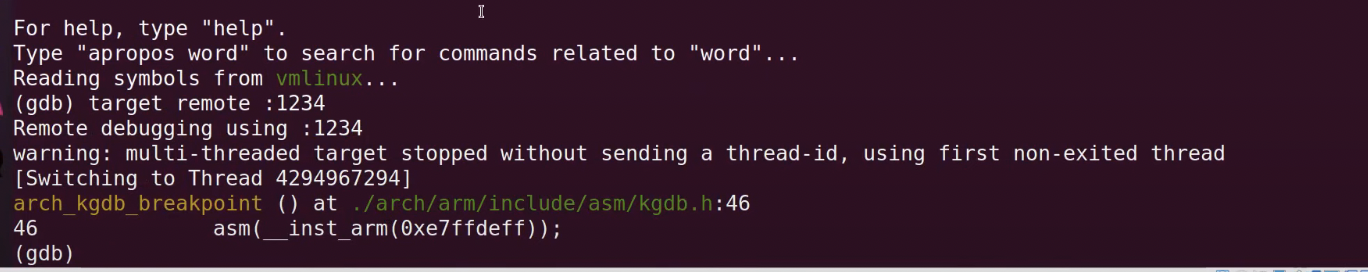 For help, type "help".
Type "apropos word" to search for commands related to "word"...
Reading symbols from vmlinux...
(gdb) target remote :1234
Remote debugging using :1234
warning: multi-threaded target stopped without sending a thread-id, using first non-exited thread
[Switching to Thread 4294967294]
arch_kgdb_breakpoint () at ./arch/arm/include/asm/kgdb.h:46
46              asm(__inst_arm(0xe7ffdeff));
(gdb)